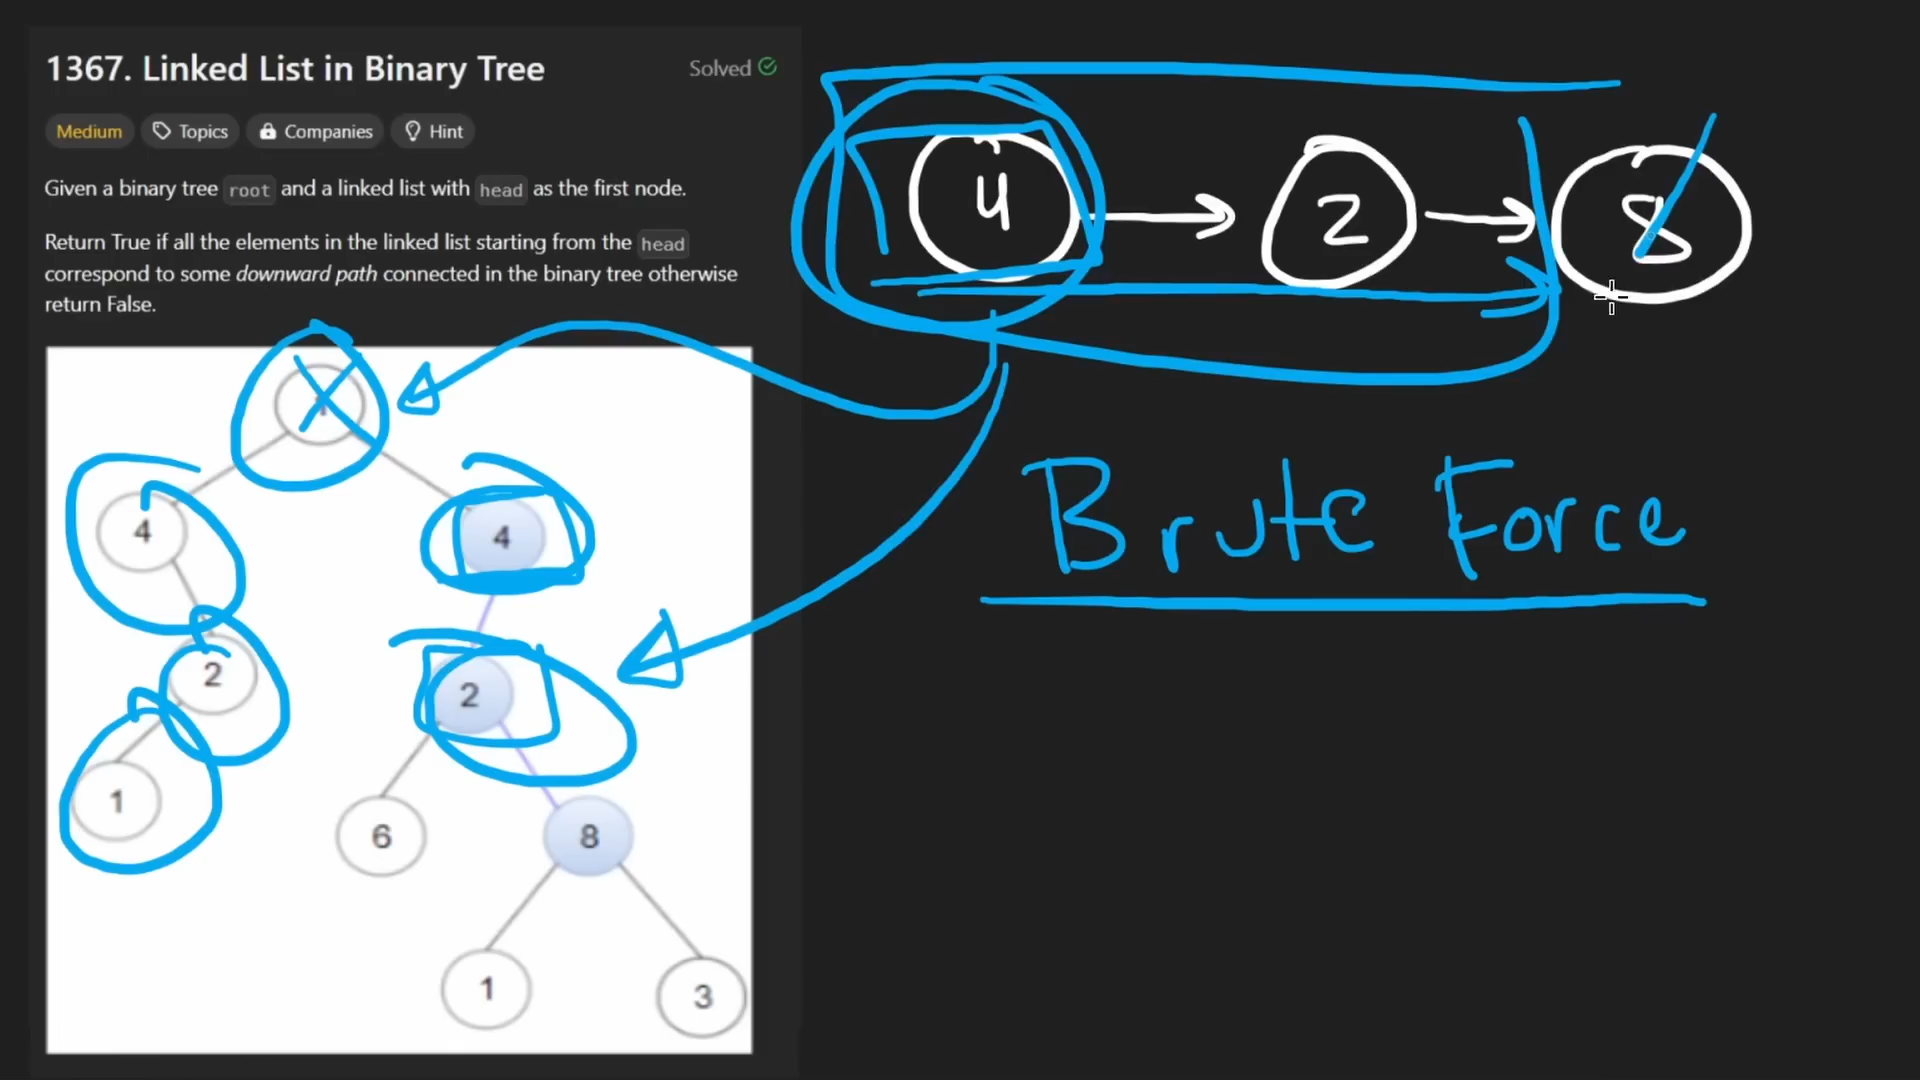 1367. Linked List in Binary Tree
Solved
Medium Topics Companies Hint
Given a binary tree root and a linked list with head as the first node.
Return True if all the elements in the linked list starting from the head
correspond to some downward path connected in the binary tree otherwise
return False.
4 2 8
Brute Force
1
4 4
2 2
1 6 8
1 3